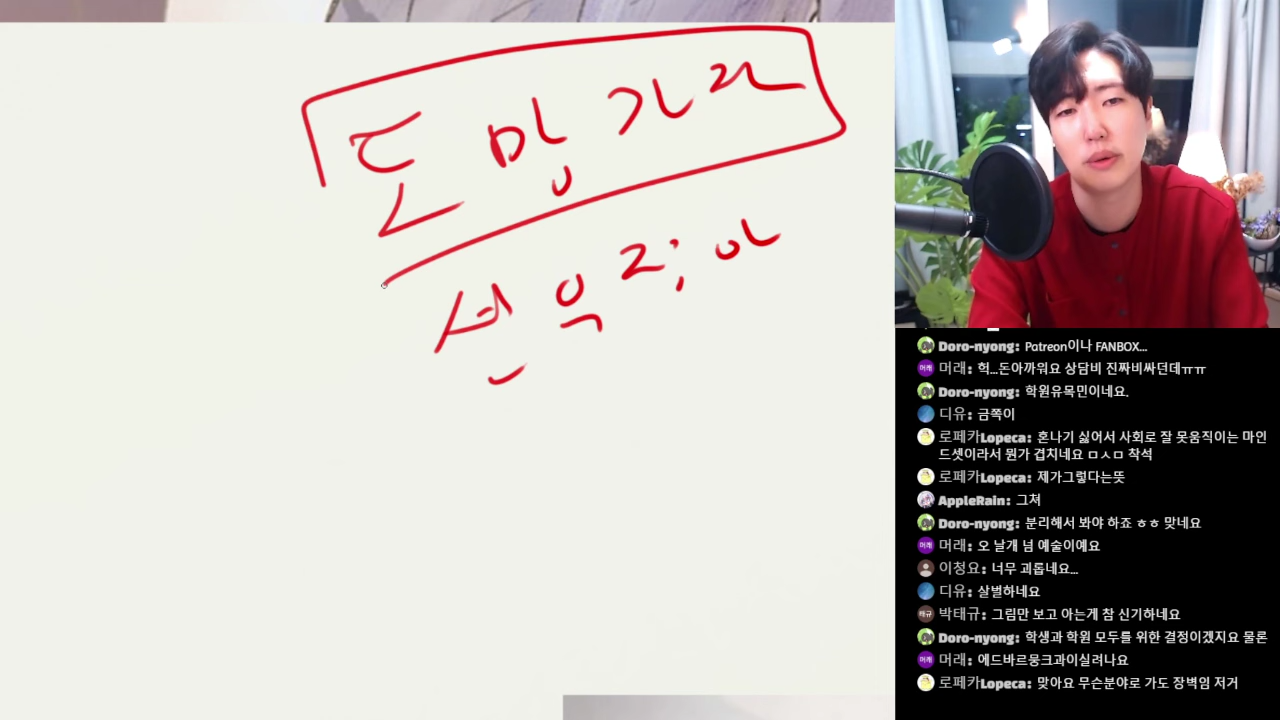 도망가라
Doro-nyong: Patreon이나 FANBOX...
머래: 헉...돈아까워요 상담비 진짜비싸던데ㅠㅠ
Doro-nyong: 학원유목민이네요.
디유: 금쪽이
로페카Lopeca: 혼나기 싫어서 사회로 잘 못움직이는 마인
드셋이라서 뭔가 겹치네요 ㅁㅅㅁ 착석
로페카Lopeca: 제가그렇다는뜻
AppleRain: 그쳐
Doro-nyong: 분리해서 봐야 하죠 ㅎㅎ 맞네요
머래: 오 날개 넘 예술이예요
이청요: 너무 괴롭네요...
디유: 살벌하네요
박태규: 그림만 보고 아는게 참 신기하네요
Doro-nyong: 학생과 학원 모두를 위한 결정이겠지요 물론
머래: 에드바르뭉크과이실려나요
로페카Lopeca: 맞아요 무슨분야로 가도 장벽임 저거